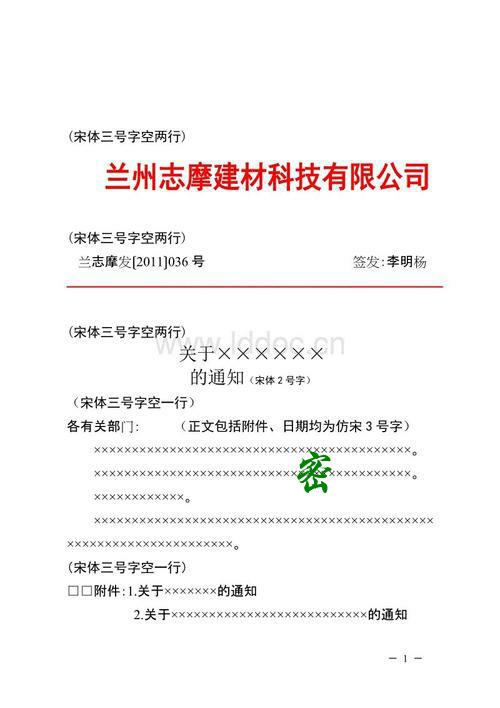 (宋体三号字空两行)
兰州志摩建材科技有限公司
(宋体三号字空两行)
兰志摩发[2011]036 号 签发:李明杨
(宋体三号字空两行)
www.lddoc.cn
关于××××××
的通知(宋体 2 号字)
(宋体三号字空一行)
各有关部门: (正文包括附件、日期均为仿宋 3 号字)
××××××××××××××××××××××××××××××××××××××××××。
××××××××××××××××××××××××××××××××××××××××××。
密
××××××××××××。
×××××××××××××××××××××××××××××××××××××××××××××
××××××××××××××××××××××。
(宋体三号字空一行)
□□附件:1.关于×××××××的通知
2.关于××××××××××××××××××××××××××的通知
- 1 -